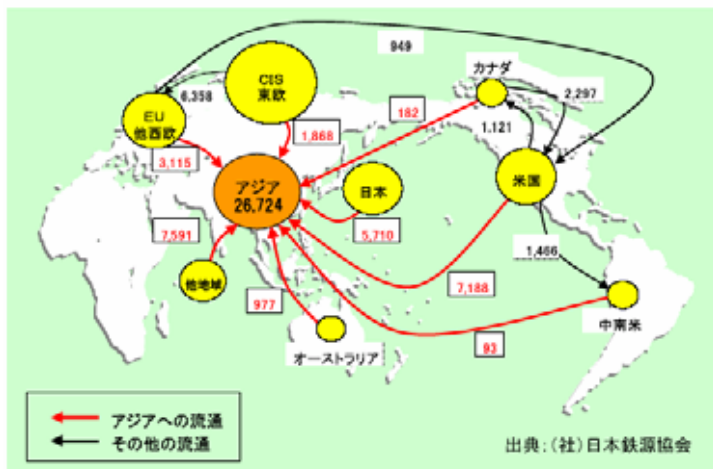 949
カナダ
CIS
東欧
2,297
6,358
EU
他西欧
182
1,868
1,121
3,115
アジア
26,724
日本
米国
7,591
5,710
1,466
他地域
977
7,188
中南米
オーストラリア
93
アジアへの流通
その他の流通
出典:(社)日本鉄源協会